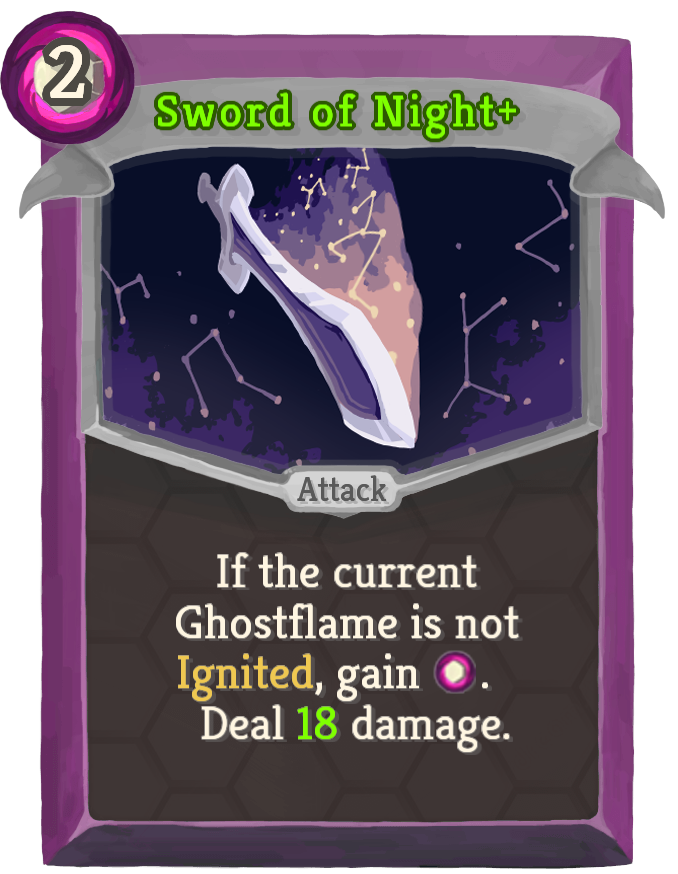 2
Sword of Night+
Attack
If the current
Ghostflame is not
Ignited, gain .
Deal 18 damage.